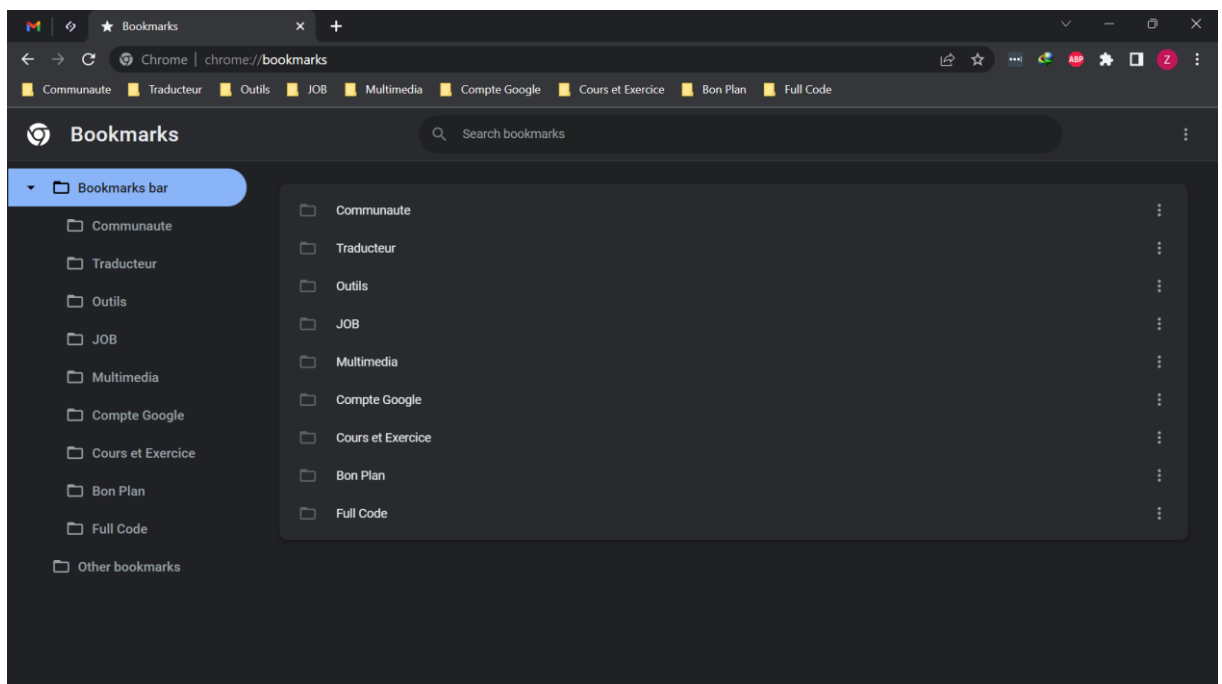 Bookmarks
Chrome | chrome://bookmarks
ABP
Z
Communaute Traducteur Outils JOB Multimedia Compte Google Cours et Exercice Bon Plan Full Code
Bookmarks
Search bookmarks
Bookmarks bar
Communaute
Traducteur
Outils
JOB
Multimedia
Compte Google
Cours et Exercice
Bon Plan
Full Code
Other bookmarks
Communaute
Traducteur
Outils
JOB
Multimedia
Compte Google
Cours et Exercice
Bon Plan
Full Code